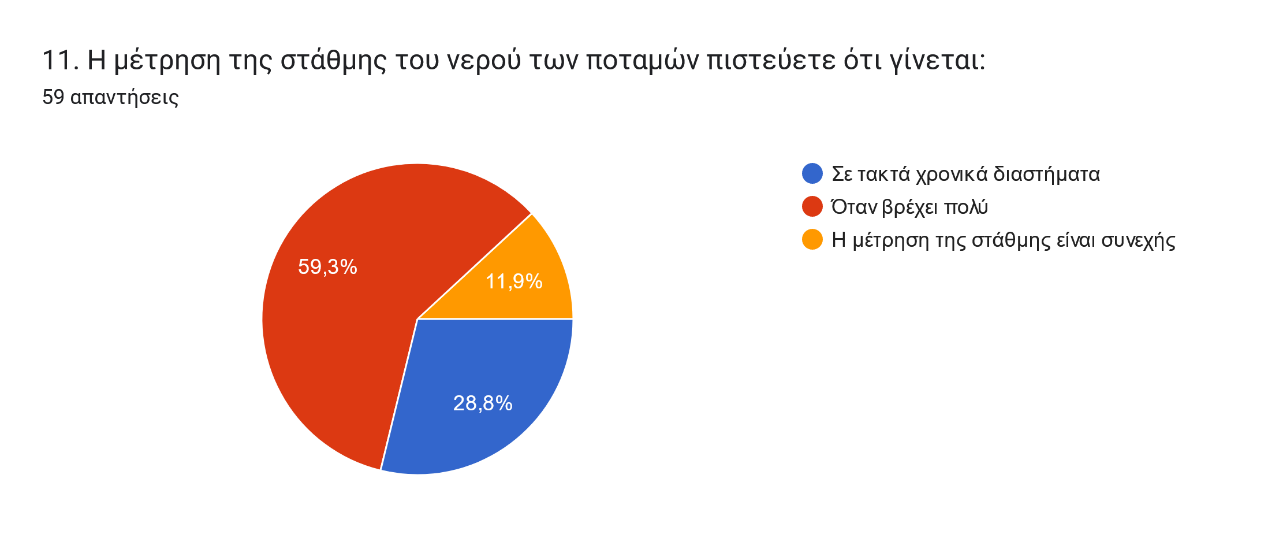 11. Η μέτρηση της στάθμης του νερού των ποταμών πιστεύετε ότι γίνεται:
59 απαντήσεις
Σε τακτά χρονικά διαστήματα
Όταν βρέχει πολύ
Η μέτρηση της στάθμης είναι συνεχής
59,3%
11,9%
28,8%